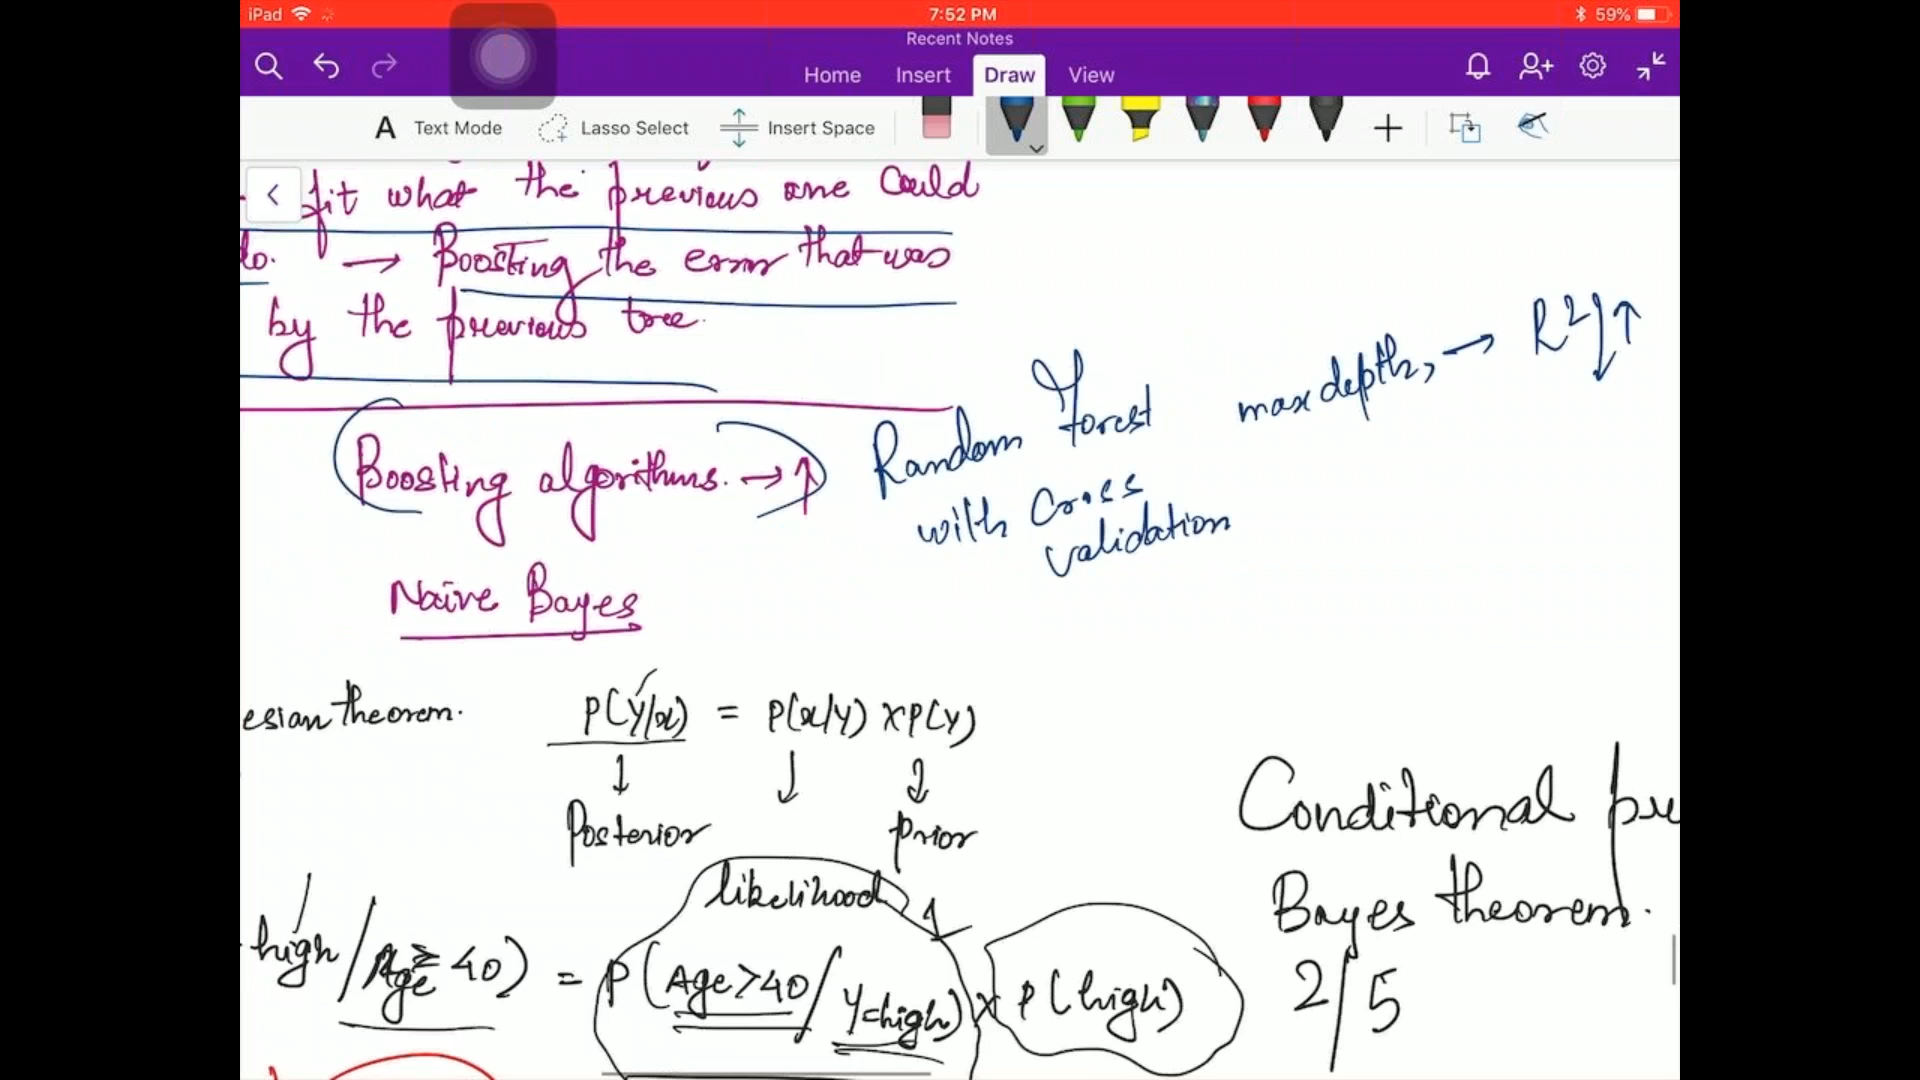 iPad 7:52 PM 59%
Recent Notes
Home Insert Draw View
A Text Mode Lasso Select Insert Space
fit what the previous one could
do. → Boosting the error that was
by the previous tree.
Random Forest max depth, → R²↓↑
with Cross
validation
Boosting algorithms. → ↑
Naive Bayes
esian theorem. P(Y/x) = P(x/Y) x P(Y)
↓ ↓ ↓
Posterior Prior
likelihood
Conditional
Bayes theorem.
high/Age ≥ 40) = P(Age>40/Y=high) x P(high)
2/5